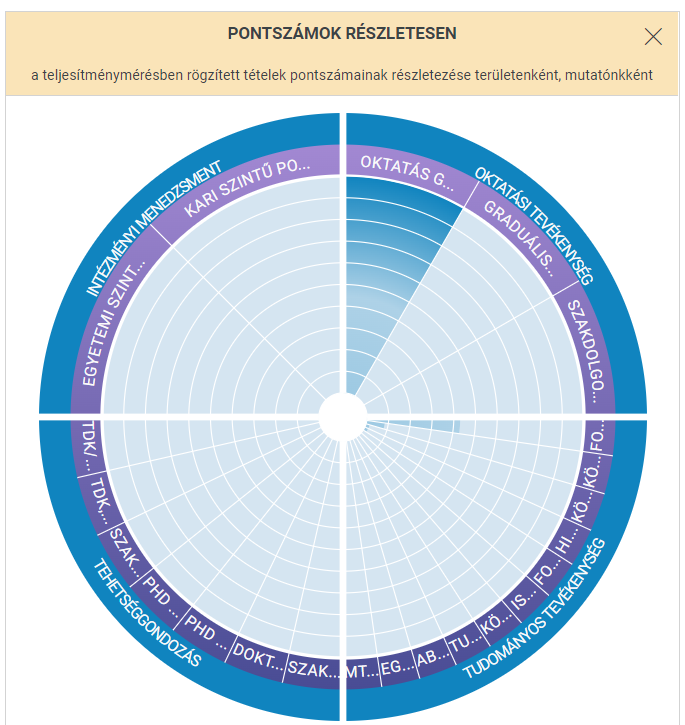 PONTSZÁMOK RÉSZLETESEN
a teljesítménymérésben rögzített tételek pontszámainak részletezése területenként, mutatónkként
INTÉZMÉNYI MENEDZSMENT
KARI SZINTŰ PO...
EGYETEMI SZINT...
OKTATÁSI TEVÉKENYSÉG
OKTATÁS G...
GRADUÁLIS...
SZAKDOLGO...
TUDOMÁNYOS TEVÉKENYSÉG
FO...
KÖ...
KÖ...
HI...
FO...
IS...
KÖ...
TU...
AB...
EG...
MT...
TEHETSÉGGONDOZÁS
SZAK...
DOKT...
PHD ...
PHD ...
SZAK...
TDK,...
TDK/ ...